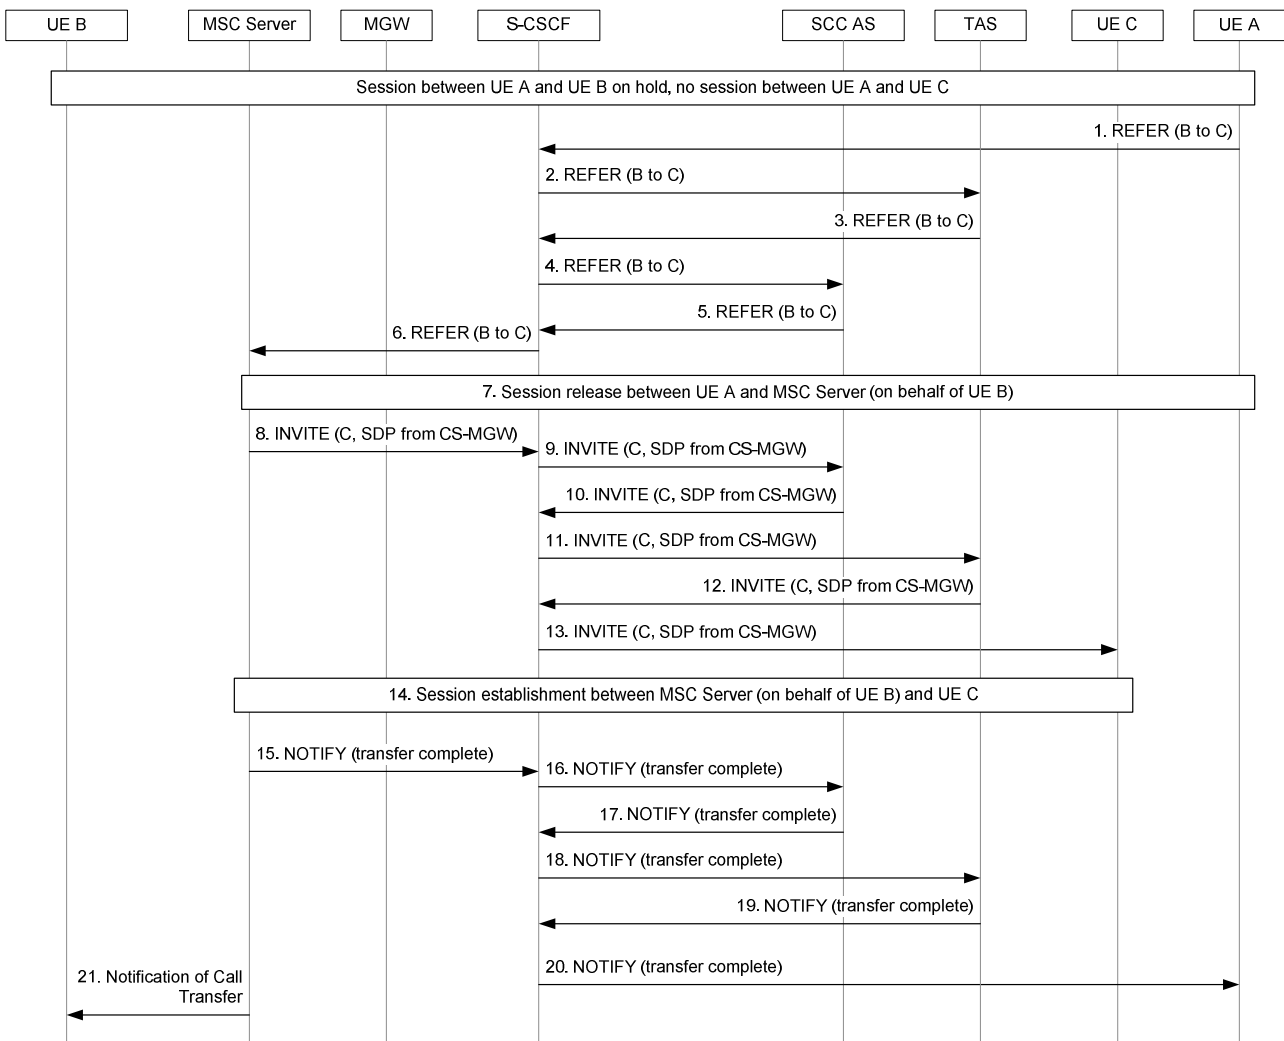 UE B
MSC Server
MGW
S-CSCF
SCC AS
TAS
UE C
UE A
Session between UE A and UE B on hold, no session between UE A and UE C
1. REFER (B to C)
2. REFER (B to C)
3. REFER (B to C)
4. REFER (B to C)
5. REFER (B to C)
6. REFER (B to C)
7. Session release between UE A and MSC Server (on behalf of UE B)
8. INVITE (C, SDP from CS-MGW)
9. INVITE (C, SDP from CS-MGW)
10. INVITE (C, SDP from CS-MGW)
11. INVITE (C, SDP from CS-MGW)
12. INVITE (C, SDP from CS-MGW)
13. INVITE (C, SDP from CS-MGW)
14. Session establishment between MSC Server (on behalf of UE B) and UE C
15. NOTIFY (transfer complete)
16. NOTIFY (transfer complete)
17. NOTIFY (transfer complete)
18. NOTIFY (transfer complete)
19. NOTIFY (transfer complete)
20. NOTIFY (transfer complete)
21. Notification of Call
Transfer